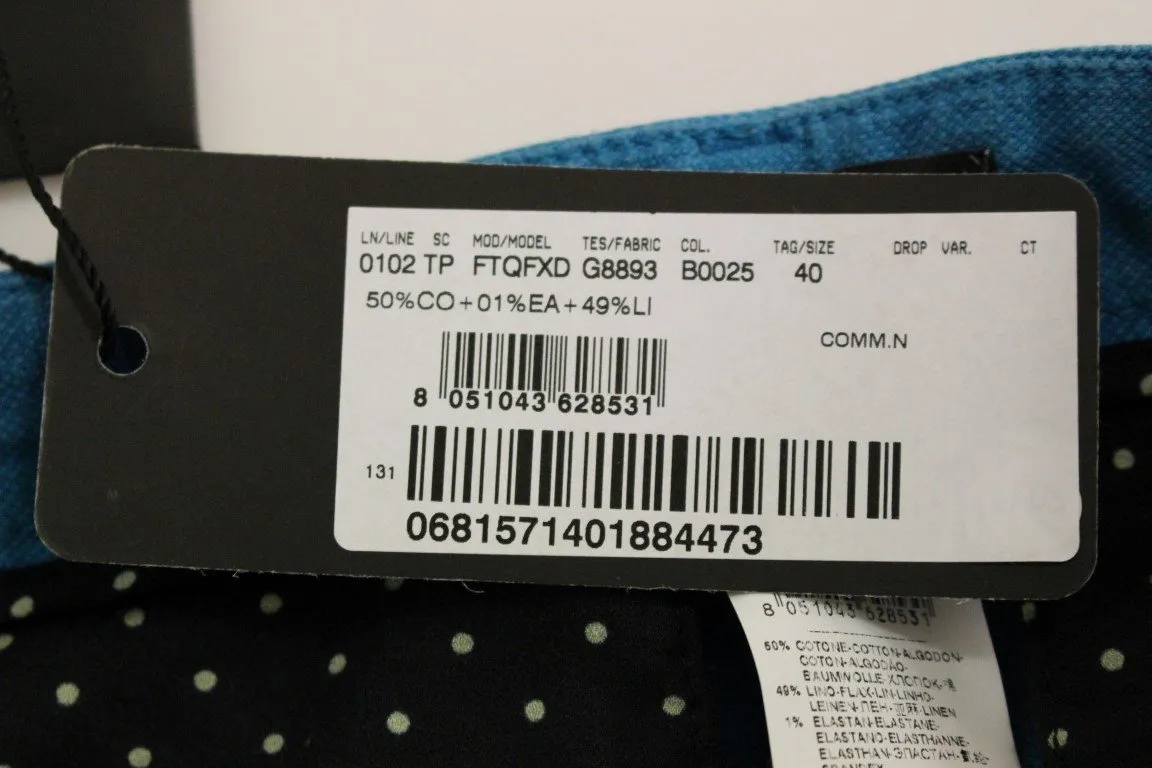 LN/LINE SC MOD/MODEL TES/FABRIC COL. TAG/SIZE DROP VAR. CT
0102 TP FTQFXD G8893 B0025 40
50%CO+01%EA+49%LI
COMM.N
8 051043 628531
131
0681571401884473
8 051043 628531
60% COTONE-COTTON-ALGODON-
COTON-ALGODÃO-
BAUMWOLLE-ХЛОПОК-棉
49% LINO-FLAX-LIN-LINHO-
LEINEN-ЛЕН-亚麻-LINEN
1% ELASTAN-ELASTANE-
ELASTANO-ELASTHANNE-
ELASTHAN-ЭЛАСТАН-